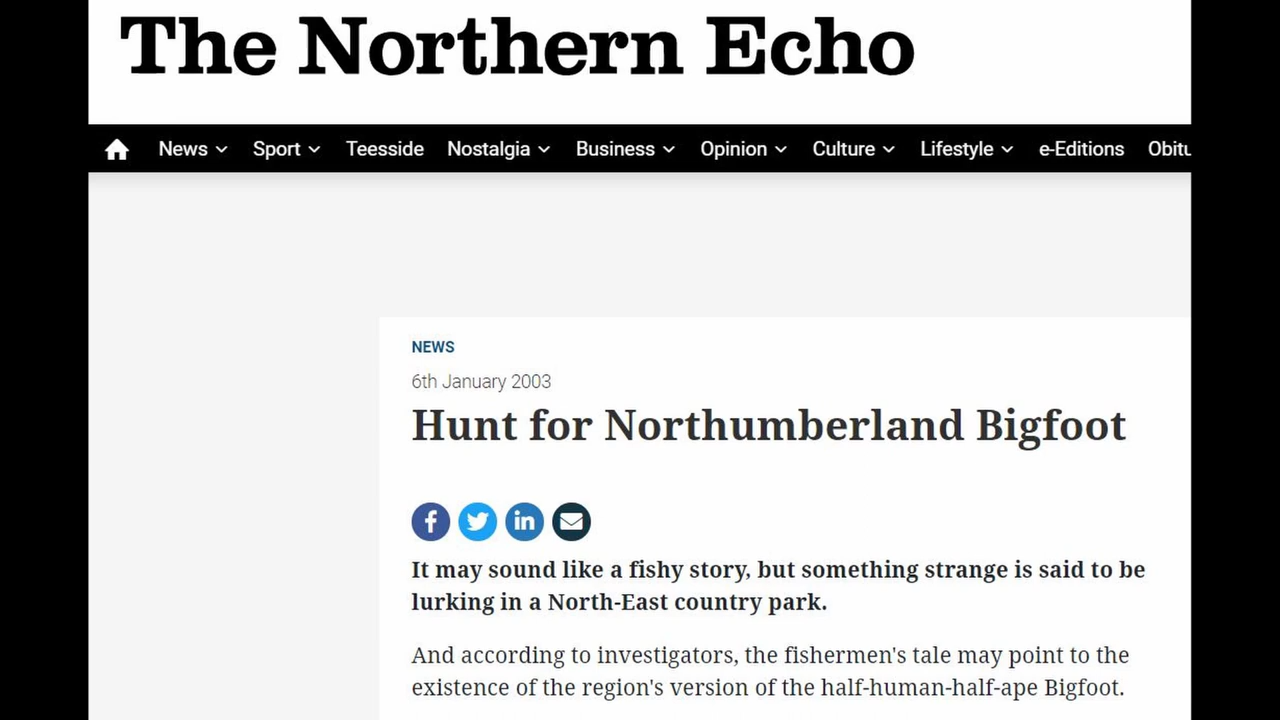 The Northern Echo
News Sport Teesside Nostalgia Business Opinion Culture Lifestyle e-Editions Obitu
NEWS
6th January 2003
Hunt for Northumberland Bigfoot
It may sound like a fishy story, but something strange is said to be
lurking in a North-East country park.
And according to investigators, the fishermen's tale may point to the
existence of the region's version of the half-human-half-ape Bigfoot.